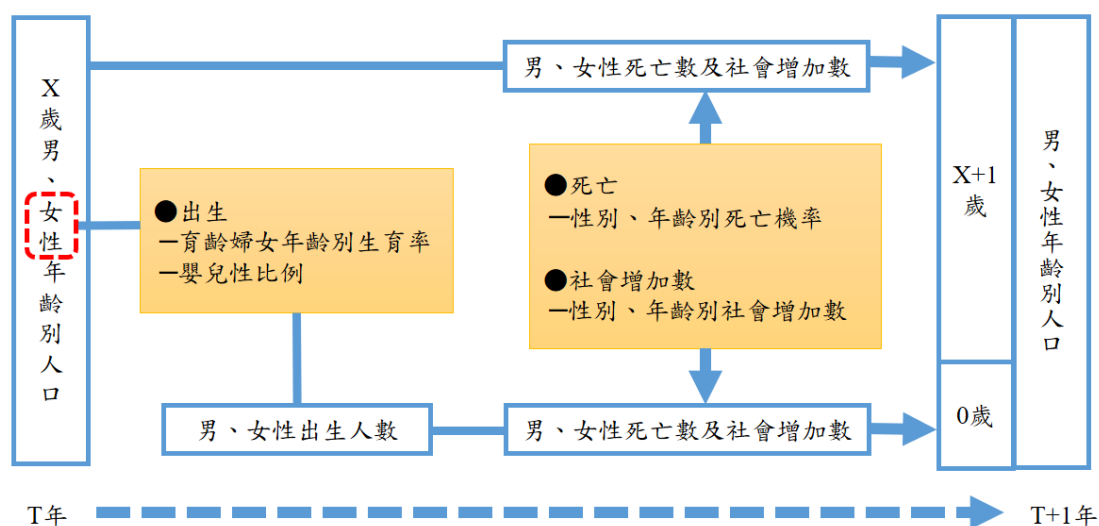 X歲男、女性年齡別人口
男、女性死亡數及社會增加數
●出生
─育齡婦女年齡別生育率
─嬰兒性比例
●死亡
─性別、年齡別死亡機率
●社會增加數
─性別、年齡別社會增加數
男、女性出生人數
男、女性死亡數及社會增加數
X+1
歲
0歲
男、女性年齡別人口
T年
T+1年